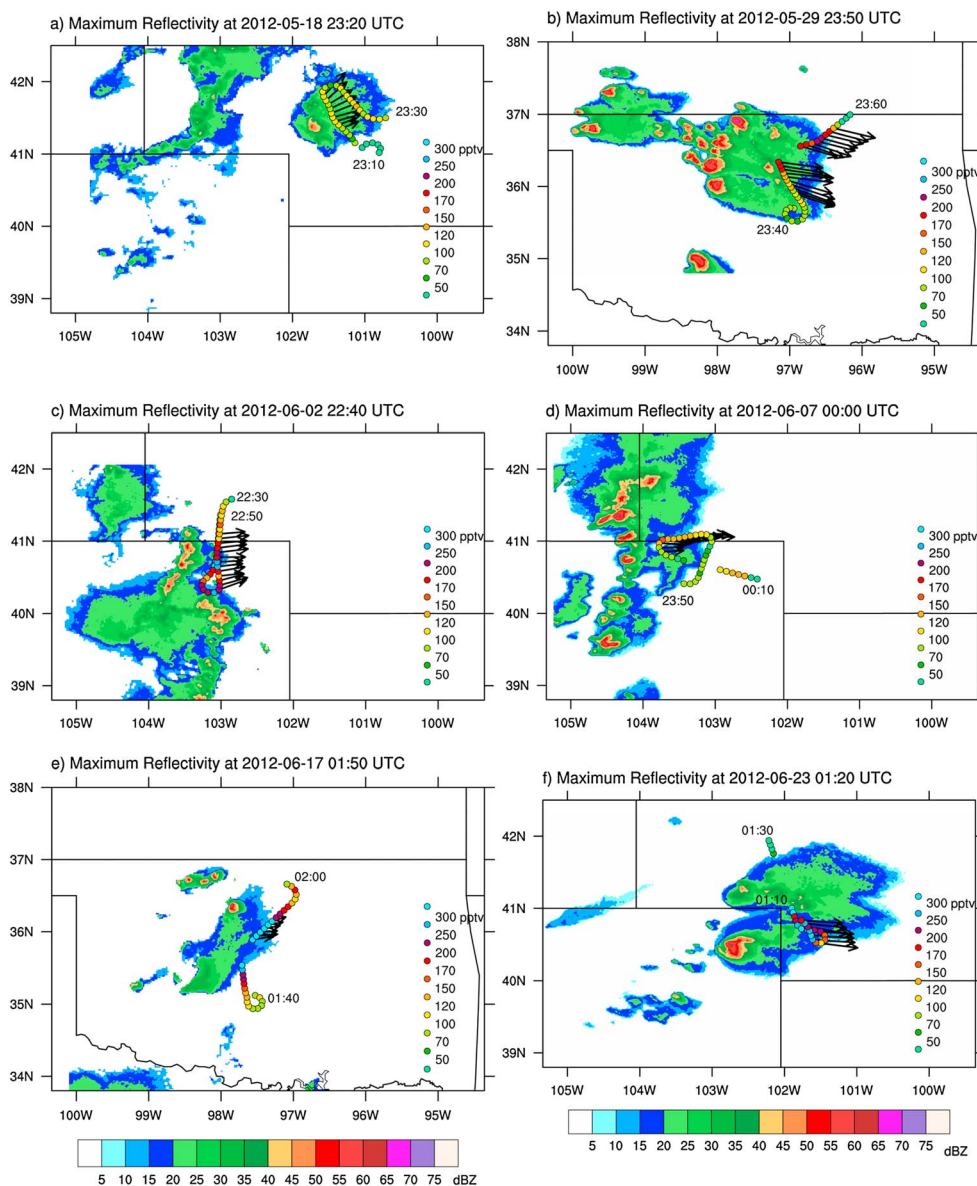 a) Maximum Reflectivity at 2012-05-18 23:20 UTC
42N
41N
40N
39N
105W 104W 103W 102W 101W 100W
23:30
23:10
300 pptv
250
200
170
150
120
100
70
50
b) Maximum Reflectivity at 2012-05-29 23:50 UTC
38N
37N
36N
35N
34N
100W 99W 98W 97W 96W 95W
23:60
23:40
300 pptv
250
200
170
150
120
100
70
50
c) Maximum Reflectivity at 2012-06-02 22:40 UTC
42N
41N
40N
39N
105W 104W 103W 102W 101W 100W
22:30
22:50
300 pptv
250
200
170
150
120
100
70
50
d) Maximum Reflectivity at 2012-06-07 00:00 UTC
42N
41N
40N
39N
105W 104W 103W 102W 101W 100W
23:50
00:10
300 pptv
250
200
170
150
120
100
70
50
e) Maximum Reflectivity at 2012-06-17 01:50 UTC
38N
37N
36N
35N
34N
100W 99W 98W 97W 96W 95W
02:00
01:40
300 pptv
250
200
170
150
120
100
70
50
f) Maximum Reflectivity at 2012-06-23 01:20 UTC
42N
41N
40N
39N
105W 104W 103W 102W 101W 100W
01:30
01:10
300 pptv
250
200
170
150
120
100
70
50
5 10 15 20 25 30 35 40 45 50 55 60 65 70 75
dBZ
5 10 15 20 25 30 35 40 45 50 55 60 65 70 75
dBZ